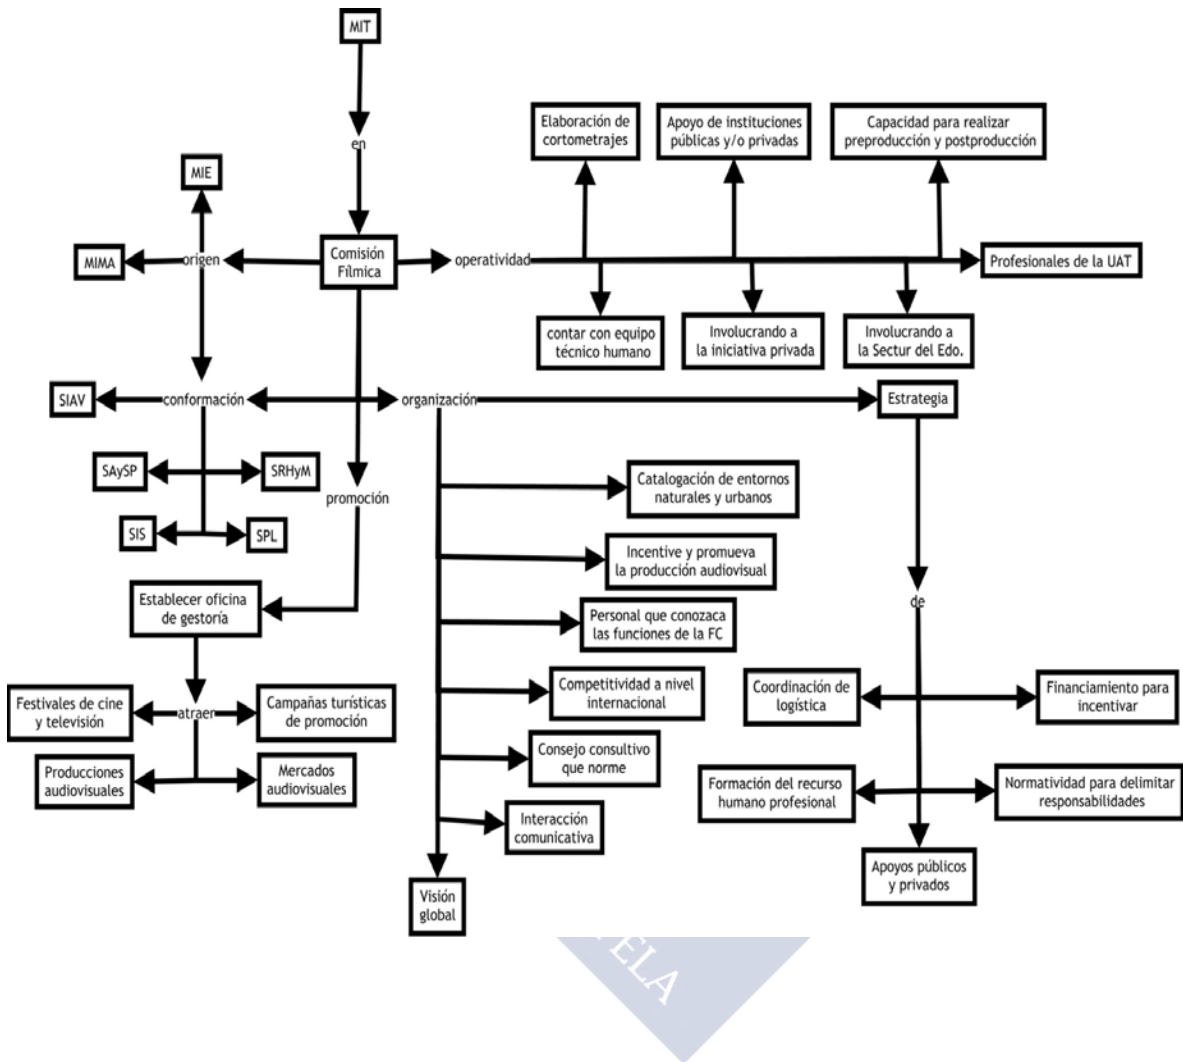 MIT
en
Elaboración de
cortometrajes
Apoyo de instituciones
públicas y/o privadas
Capacidad para realizar
preproducción y postproducción
MIE
MIMA
origen
Comisión
Fílmica
operatividad
Profesionales de la UAT
contar con equipo
técnico humano
Involucrando a
la iniciativa privada
Involucrando a
la Sectur del Edo.
SIAV
conformación
organización
Estrategia
SAySP
SRHyM
promoción
SIS
SPL
Catalogación de entornos
naturales y urbanos
Incentive y promueva
la producción audiovisual
Establecer oficina
de gestoría
Personal que conozaca
las funciones de la FC
de
Festivales de cine
y televisión
atraer
Campañas turísticas
de promoción
Competitividad a nivel
internacional
Coordinación de
logística
Financiamiento para
incentivar
Producciones
audiovisuales
Mercados
audiovisuales
Consejo consultivo
que norme
Formación del recurso
humano profesional
Normatividad para delimitar
responsabilidades
Interacción
comunicativa
Apoyos públicos
y privados
Visión
global